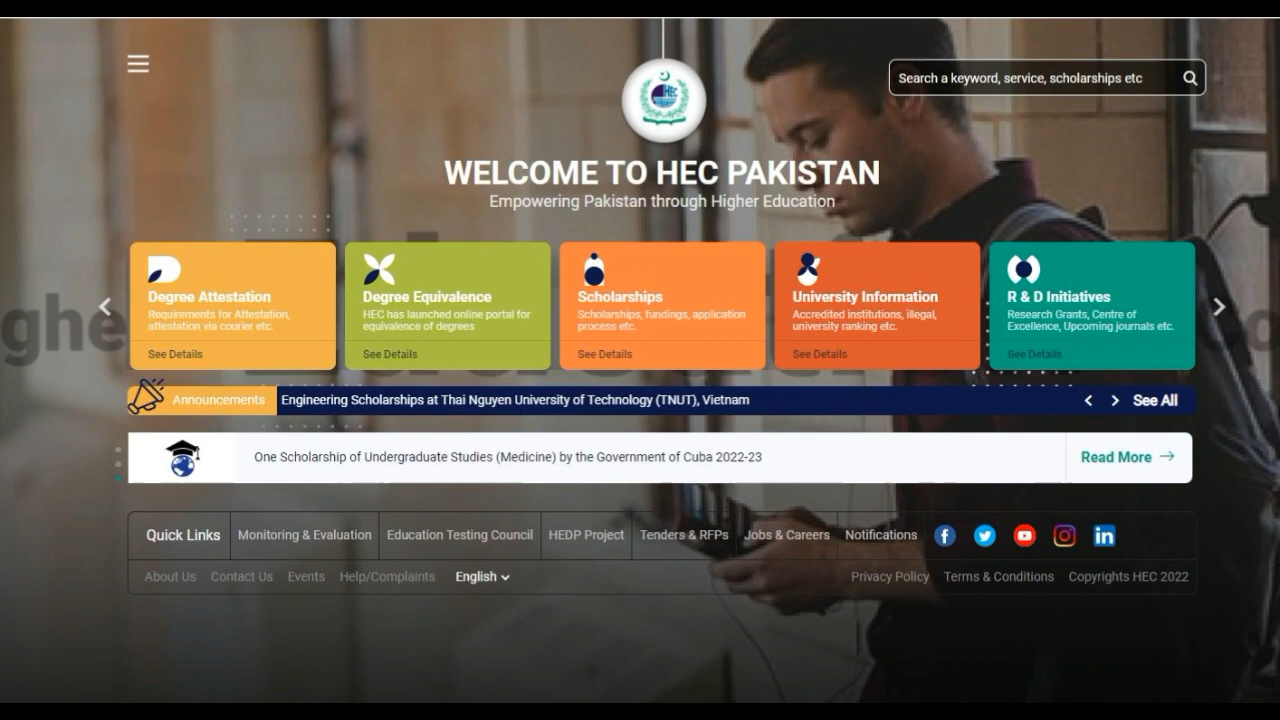 Search a keyword, service, scholarships etc
HEC
WELCOME TO HEC PAKISTAN
Empowering Pakistan through Higher Education
ghe
Degree Attestation
Requirements for Attestation,
attestation via courier etc.
See Details
Degree Equivalence
HEC has launched online portal for
equivalence of degrees
See Details
Scholarships
Scholarships, fundings, application
process etc.
See Details
University Information
Accredited institutions, illegal,
university ranking etc.
See Details
R & D Initiatives
Research Grants, Centre of
Excellence, Upcoming journals etc.
See Details
Announcements Engineering Scholarships at Thai Nguyen University of Technology (TNUT), Vietnam See All
One Scholarship of Undergraduate Studies (Medicine) by the Government of Cuba 2022-23 Read More
Quick Links Monitoring & Evaluation Education Testing Council HEDP Project Tenders & RFPs Jobs & Careers Notifications
About Us Contact Us Events Help/Complaints English Privacy Policy Terms & Conditions Copyrights HEC 2022